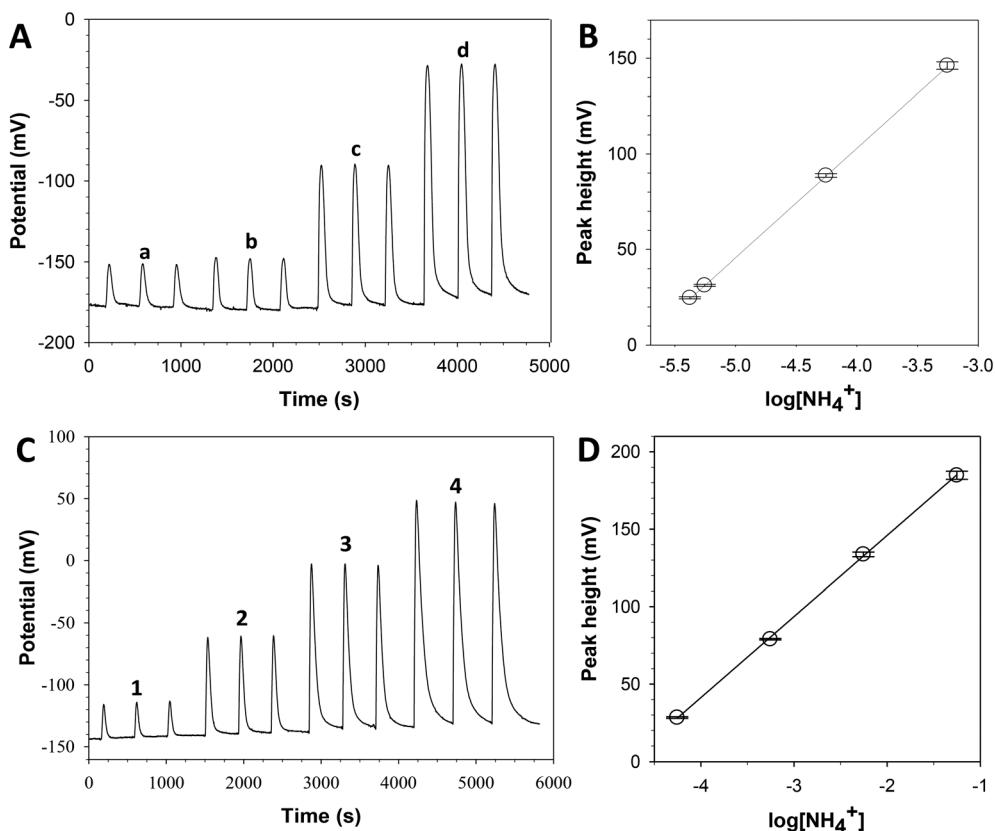 A
0
-50
-100
-150
-200
Potential (mV)
a
b
c
d
0 1000 2000 3000 4000 5000
Time (s)
B
150
100
50
0
Peak height (mV)
-5.5 -5.0 -4.5 -4.0 -3.5 -3.0
log[NH4+]
C
100
50
0
-50
-100
-150
Potential (mV)
1
2
3
4
0 1000 2000 3000 4000 5000 6000
Time (s)
D
200
150
100
50
0
Peak height (mV)
-4 -3 -2 -1
log[NH4+]